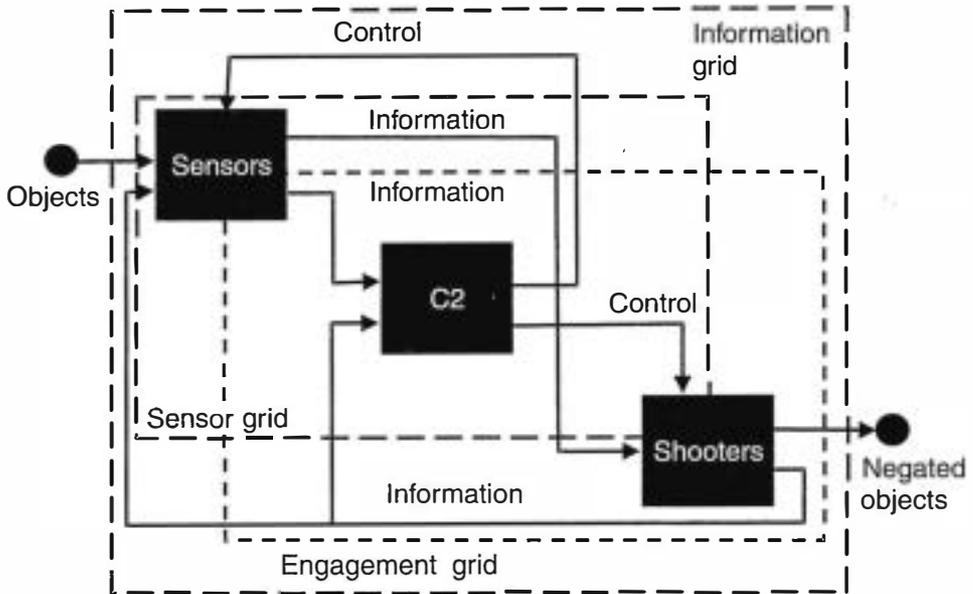 Control
Information
grid
Information
Sensors
Objects
Information
C2
Control
Sensor grid
Shooters
Negated
objects
Information
Engagement grid